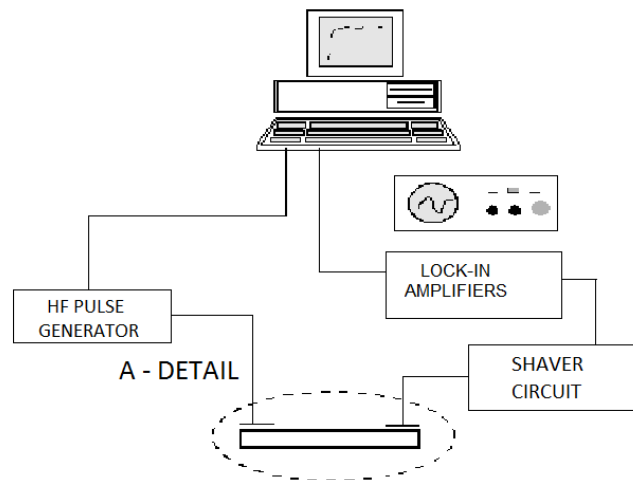 LOCK-IN
AMPLIFIERS
HF PULSE
GENERATOR
A - DETAIL
SHAVER
CIRCUIT